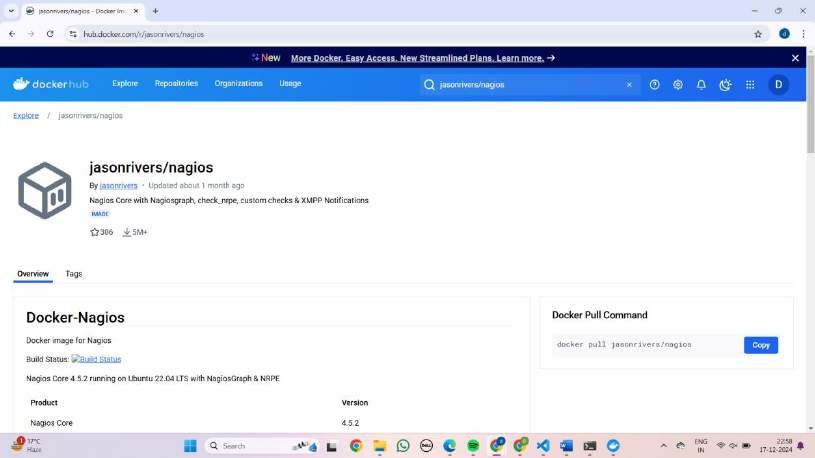 jasonrivers/nagios - Docker Im
hub.docker.com/r/jasonrivers/nagios
New More Docker. Easy Access. New Streamlined Plans. Learn more. →
dockerhub Explore Repositories Organizations Usage jasonrivers/nagios D
Explore / jasonrivers/nagios
jasonrivers/nagios
By jasonrivers · Updated about 1 month ago
Nagios Core with Nagiosgraph, check_nrpe, custom checks & XMPP Notifications
IMAGE
306 5M+
Overview Tags
Docker-Nagios
Docker image for Nagios
Build Status: Build Status
Nagios Core 4.5.2 running on Ubuntu 22.04 LTS with NagiosGraph & NRPE
Product Version
Nagios Core 4.5.2
Docker Pull Command
docker pull jasonrivers/nagios Copy
1 17°C
Haze
Search
DELL
ENG
IN
22:58
17-12-2024